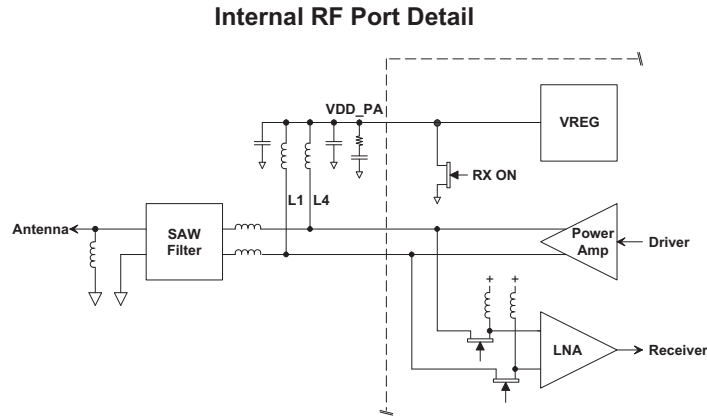 Internal RF Port Detail
VDD_PA
VREG
RX ON
L1
L4
Antenna
SAW
Filter
Power
Amp
Driver
+
+
LNA
Receiver